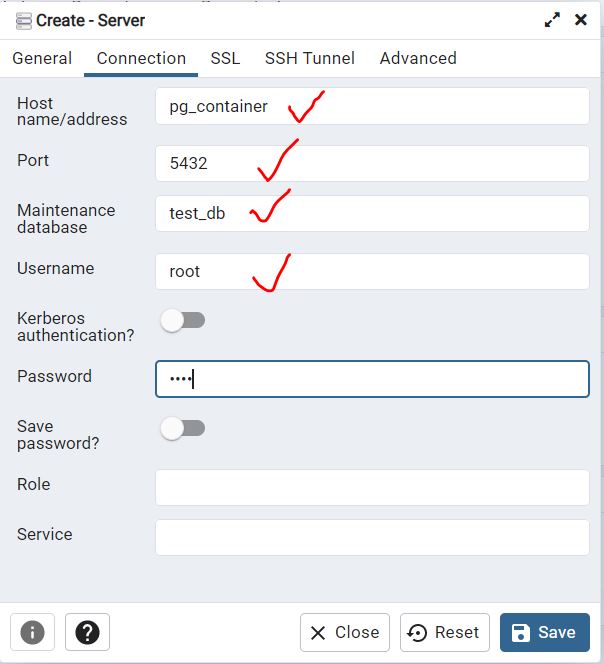 Create - Server
General Connection SSL SSH Tunnel Advanced
Host
name/address
pg_container
Port
5432
Maintenance
database
test_db
Username
root
Kerberos
authentication?
Password
••••
Save
password?
Role
Service
Close Reset Save